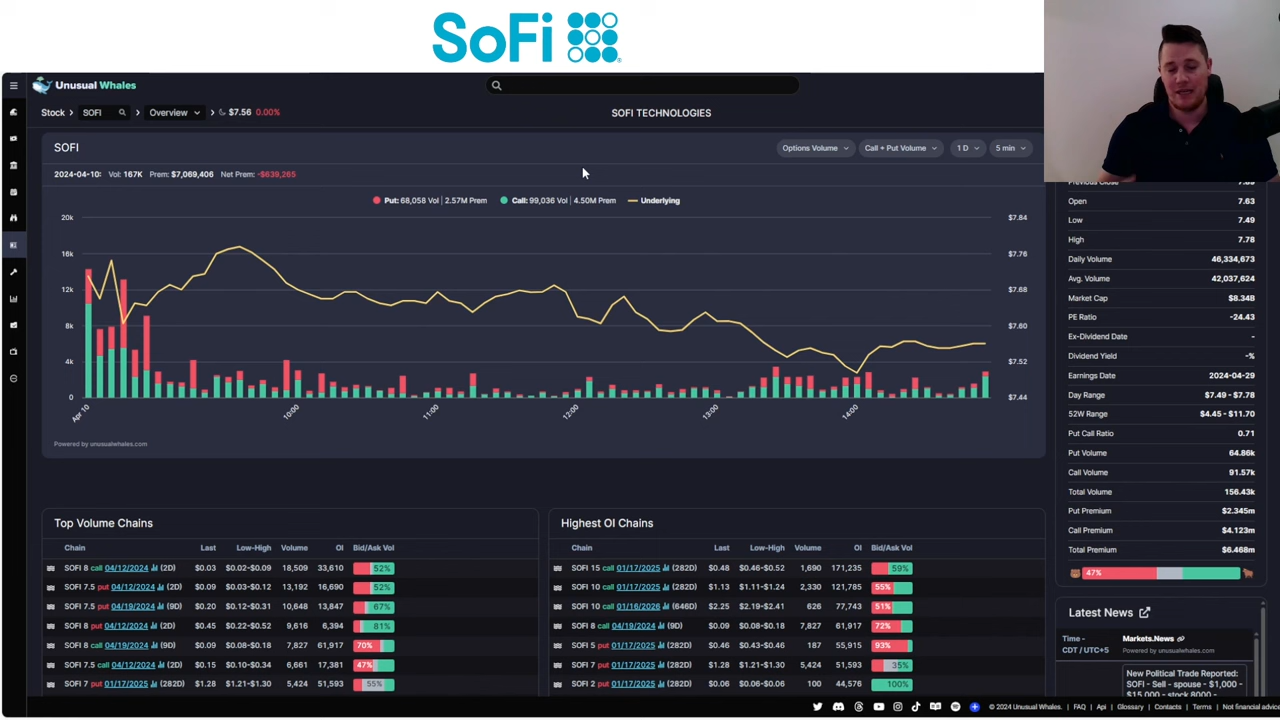 SoFi
Unusual Whales
Stock > SOFI > Overview > $7.56 0.00%
SOFI TECHNOLOGIES
SOFI
Options Volume Call + Put Volume 1 D 5 min
2024-04-10: Vol: 167K Prem: $7,069,406 Net Prem: -$639,265
Put: 68,058 Vol | 2.57M Prem Call: 99,036 Vol | 4.50M Prem Underlying
20k
16k
12k
8k
4k
0
$7.84
$7.76
$7.68
$7.60
$7.52
$7.44
Apr 10 10:00 11:00 12:00 13:00 14:00
Powered by unusualwhales.com
Previous Close 7.69
Open 7.63
Low 7.49
High 7.78
Daily Volume 46,334,673
Avg. Volume 42,037,624
Market Cap $8.34B
PE Ratio -24.43
Ex-Dividend Date -
Dividend Yield -%
Earnings Date 2024-04-29
Day Range $7.49 - $7.78
52W Range $4.45 - $11.70
Put Call Ratio 0.71
Put Volume 64.86k
Call Volume 91.57k
Total Volume 156.43k
Put Premium $2.345m
Call Premium $4.123m
Total Premium $6.468m
47%
Top Volume Chains
Chain Last Low-High Volume OI Bid/Ask Vol
SOFI 8 call 04/12/2024 (2D) $0.03 $0.02-$0.09 18,509 33,610 52%
SOFI 7.5 put 04/12/2024 (2D) $0.09 $0.03-$0.12 13,192 16,690 52%
SOFI 7.5 put 04/19/2024 (9D) $0.20 $0.12-$0.31 10,648 13,847 67%
SOFI 8 put 04/12/2024 (2D) $0.45 $0.22-$0.52 9,616 6,394 81%
SOFI 8 call 04/19/2024 (9D) $0.09 $0.08-$0.18 7,827 61,917 70%
SOFI 7.5 call 04/12/2024 (2D) $0.15 $0.10-$0.34 6,661 17,381 47%
SOFI 7 put 01/17/2025 (282D) $1.28 $1.21-$1.30 5,424 51,593 55%
Highest OI Chains
Chain Last Low-High Volume OI Bid/Ask Vol
SOFI 15 call 01/17/2025 (282D) $0.48 $0.46-$0.52 1,690 171,235 59%
SOFI 10 call 01/17/2025 (282D) $1.13 $1.11-$1.24 2,330 121,785 55%
SOFI 10 call 01/16/2026 (646D) $2.25 $2.19-$2.41 626 77,743 51%
SOFI 8 call 04/19/2024 (9D) $0.09 $0.08-$0.18 7,827 61,917 72%
SOFI 5 put 01/17/2025 (282D) $0.46 $0.43-$0.46 187 55,915 93%
SOFI 7 put 01/17/2025 (282D) $1.28 $1.21-$1.30 5,424 51,593 35%
SOFI 2 put 01/17/2025 (282D) $0.06 $0.06-$0.06 100 44,576 100%
Latest News
Time - CDT / UTC+5
Markets.News
Powered by unusualwhales.com
New Political Trade Reported:
SOFI - Sell - spouse - $1,000 -
$15,000 - stock 8000 -
© 2024 Unusual Whales. | FAQ | Api | Glossary | Contacts | Terms | Not financial advice